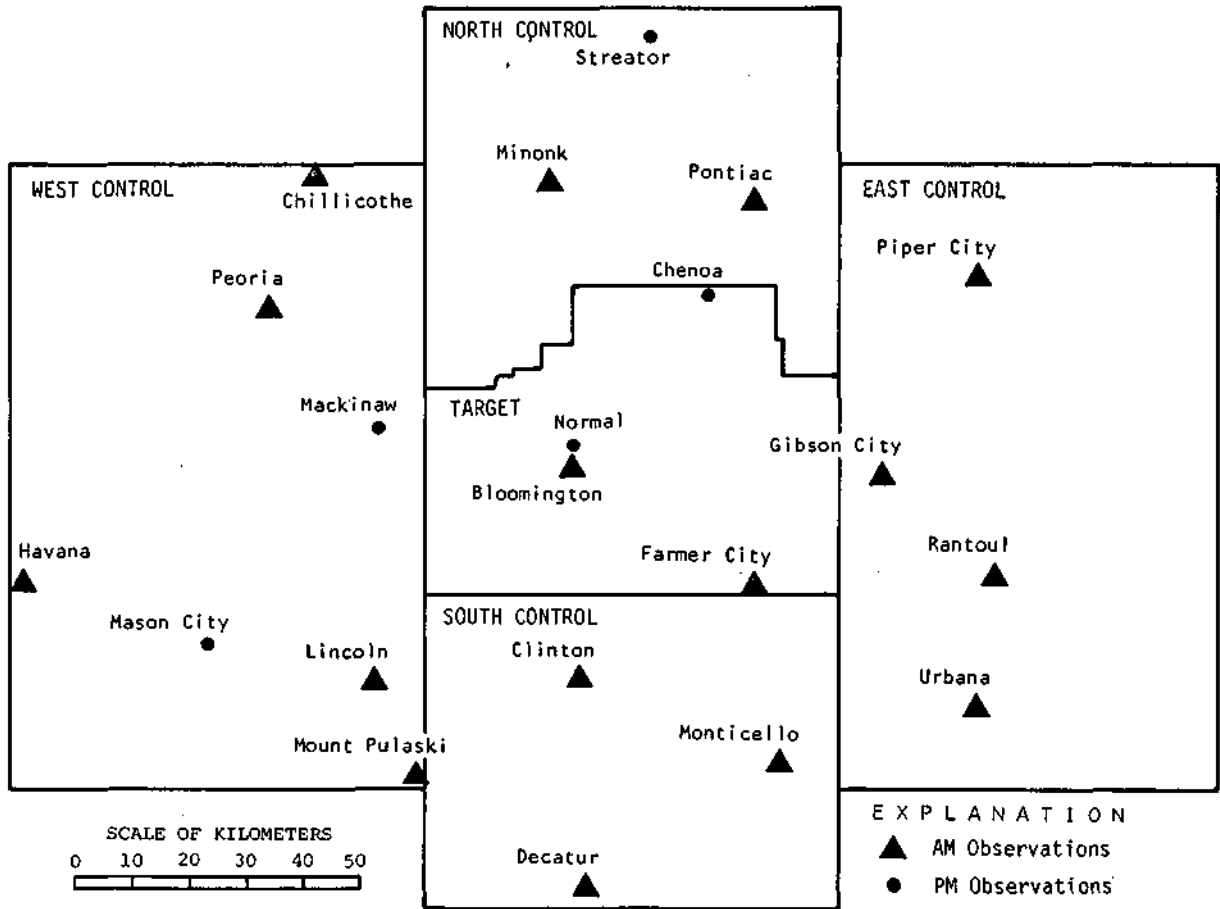 NORTH CONTROL
Streator
Minonk
Pontiac
WEST CONTROL
Chillicothe
EAST CONTROL
Piper City
Peoria
Chenoa
Mackinaw
TARGET
Normal
Gibson City
Bloomington
Havana
Farmer City
Rantoul
Mason City
SOUTH CONTROL
Lincoln
Clinton
Urbana
Mount Pulaski
Monticello
EXPLANATION
SCALE OF KILOMETERS
0 10 20 30 40 50
Decatur
AM Observations
PM Observations